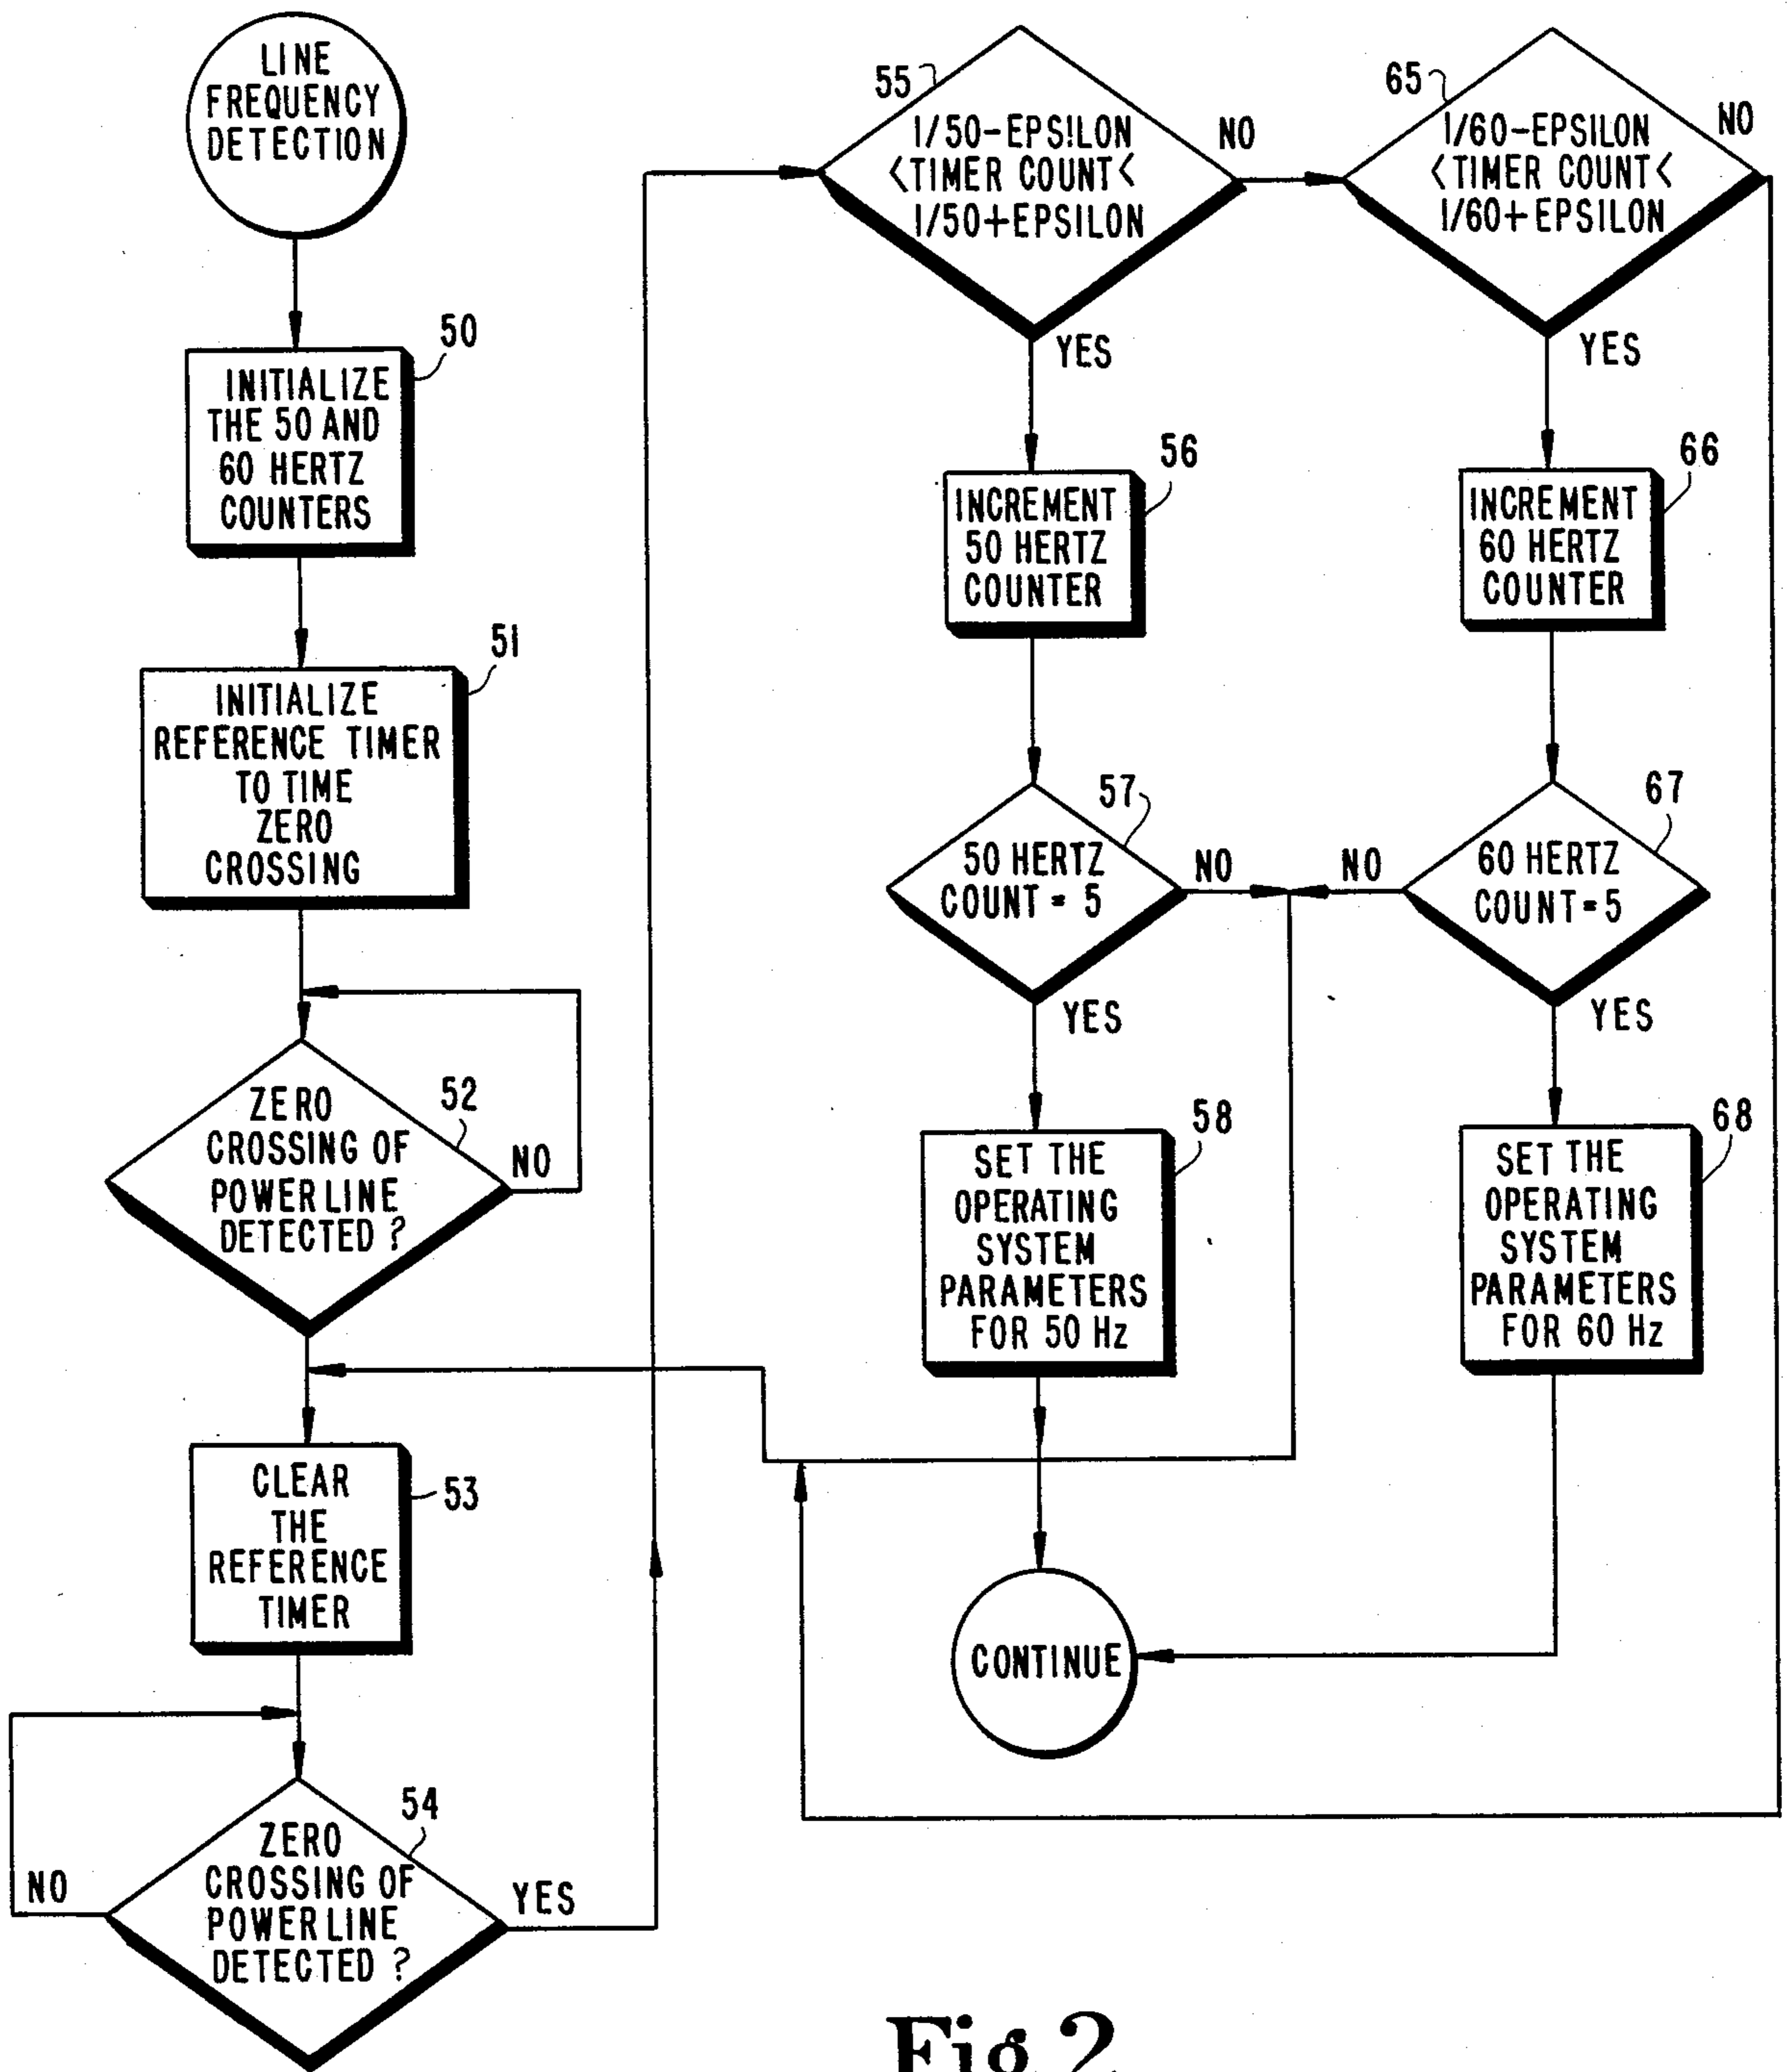 LINE
FREQUENCY
DETECTION
50
INITIALIZE
THE 50 AND
60 HERTZ
COUNTERS
51
INITIALIZE
REFERENCE TIMER
TO TIME
ZERO
CROSSING
52
ZERO
CROSSING OF
POWER LINE
DETECTED ?
NO
53
CLEAR
THE
REFERENCE
TIMER
54
ZERO
CROSSING OF
POWER LINE
DETECTED ?
NO
YES
55
1/50-EPSILON
<TIMER COUNT<
1/50+EPSILON
NO
YES
56
INCREMENT
50 HERTZ
COUNTER
57
50 HERTZ
COUNT = 5
NO
YES
58
SET THE
OPERATING
SYSTEM
PARAMETERS
FOR 50 Hz
CONTINUE
65
1/60-EPSILON
<TIMER COUNT<
1/60+EPSILON
NO
YES
66
INCREMENT
60 HERTZ
COUNTER
67
60 HERTZ
COUNT=5
NO
YES
68
SET THE
OPERATING
SYSTEM
PARAMETERS
FOR 60 Hz
Fig. 2